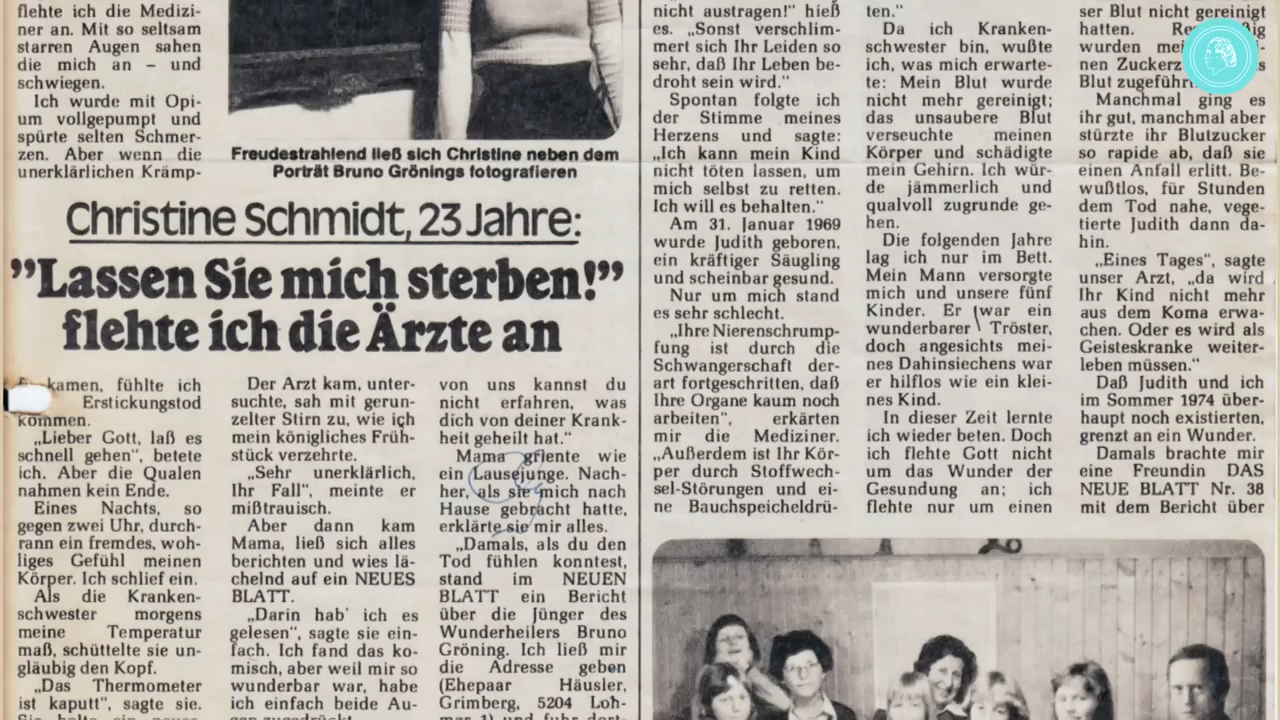 flehte ich die Medizi-
ner an. Mit so seltsam
starren Augen sahen
die mich an – und
schwiegen.
Ich wurde mit Opi-
um vollgepumpt und
spürte selten Schmer-
zen. Aber wenn die
unerklärlichen Krämp-
Freudestrahlend ließ sich Christine neben dem
Porträt Bruno Grönings fotografieren
Christine Schmidt, 23 Jahre:
”Lassen Sie mich sterben!”
flehte ich die Ärzte an
kamen, fühlte ich
Erstickungstod
kommen.
„Lieber Gott, laß es
schnell gehen“, betete
ich. Aber die Qualen
nahmen kein Ende.
Eines Nachts, so
gegen zwei Uhr, durch-
rann ein fremdes, woh-
liges Gefühl meinen
Körper. Ich schlief ein.
Als die Kranken-
schwester morgens
meine Temperatur
maß, schüttelte sie un-
gläubig den Kopf.
„Das Thermometer
ist kaputt“, sagte sie.
Der Arzt kam, unter-
suchte, sah mit gerun-
zelter Stirn zu, wie ich
mein königliches Früh-
stück verzehrte.
„Sehr unerklärlich,
Ihr Fall“, meinte er
mißtrauisch.
Aber dann kam
Mama, ließ sich alles
berichten und wies lä-
chelnd auf ein NEUES
BLATT.
„Darin hab' ich es
gelesen“, sagte sie ein-
fach. Ich fand das ko-
misch, aber weil mir so
wunderbar war, habe
ich einfach beide Au-
gen zugedrückt.
von uns kannst du
nicht erfahren, was
dich von deiner Krank-
heit geheilt hat.“
Mama griente wie
ein Lausejunge. Nach-
her, als sie mich nach
Hause gebracht hatte,
erklärte sie mir alles.
„Damals, als du den
Tod fühlen konntest,
stand im NEUEN
BLATT ein Bericht
über die Jünger des
Wunderheilers Bruno
Gröning. Ich ließ mir
die Adresse geben
(Ehepaar Häusler,
Grimberg, 5204 Loh-
mar 1) und fuhr dort-
nicht austragen!“ hieß
es. „Sonst verschlim-
mert sich Ihr Leiden so
sehr, daß Ihr Leben be-
droht sein wird.“
Spontan folgte ich
der Stimme meines
Herzens und sagte:
„Ich kann mein Kind
nicht töten lassen, um
mich selbst zu retten.
Ich will es behalten.“
Am 31. Januar 1969
wurde Judith geboren,
ein kräftiger Säugling
und scheinbar gesund.
Nur um mich stand
es sehr schlecht.
„Ihre Nierenschrump-
fung ist durch die
Schwangerschaft der-
art fortgeschritten, daß
Ihre Organe kaum noch
arbeiten“, erklärten
mir die Mediziner.
„Außerdem ist Ihr Kör-
per durch Stoffwech-
sel-Störungen und ei-
ne Bauchspeicheldrü-
ten.“
Da ich Kranken-
schwester bin, wußte
ich, was mich erwarte-
te: Mein Blut wurde
nicht mehr gereinigt;
das unsaubere Blut
verseuchte meinen
Körper und schädigte
mein Gehirn. Ich wür-
de jämmerlich und
qualvoll zugrunde ge-
hen.
Die folgenden Jahre
lag ich nur im Bett.
Mein Mann versorgte
mich und unsere fünf
Kinder. Er war ein
wunderbarer Tröster,
doch angesichts mei-
nes Dahinsiechens war
er hilflos wie ein klei-
nes Kind.
In dieser Zeit lernte
ich wieder beten. Doch
ich flehte Gott nicht
um das Wunder der
Gesundung an; ich
flehte nur um einen
ser Blut nicht gereinigt
hatten.
wurden
nen
Blut
Manchmal ging es
ihr gut, manchmal aber
stürzte ihr Blutzucker
so rapide ab, daß sie
einen Anfall erlitt. Be-
wußtlos, für Stunden
dem Tod nahe, vege-
tierte Judith dann da-
hin.
„Eines Tages“, sagte
unser Arzt, „da wird
Ihr Kind nicht mehr
aus dem Koma erwa-
chen. Oder es wird als
Geisteskranke weiter-
leben müssen.“
Daß Judith und ich
im Sommer 1974 über-
haupt noch existierten,
grenzt an ein Wunder.
Damals brachte mir
eine Freundin DAS
NEUE BLATT Nr. 38
mit dem Bericht über